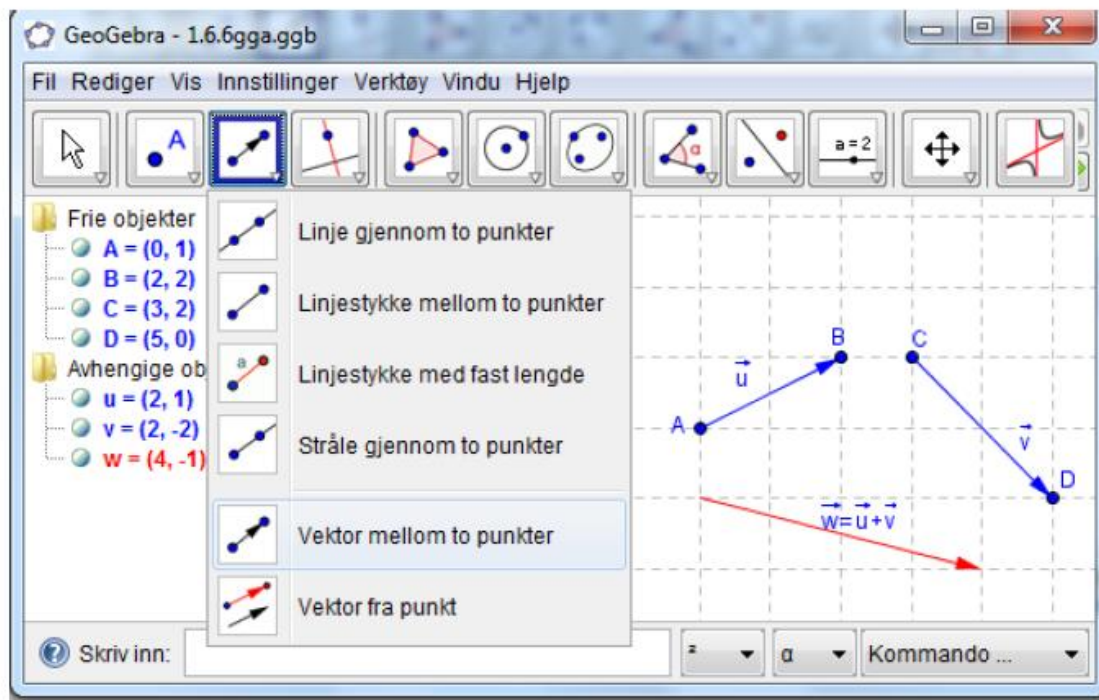 GeoGebra - 1.6.6gga.ggb
Fil Rediger Vis Innstillinger Verktøy Vindu Hjelp
A
α
a = 2
Frie objekter
A = (0, 1)
B = (2, 2)
C = (3, 2)
D = (5, 0)
Avhengige ob
u = (2, 1)
v = (2, -2)
w = (4, -1)
Linje gjennom to punkter
Linjestykke mellom to punkter
a
Linjestykke med fast lengde
Stråle gjennom to punkter
Vektor mellom to punkter
Vektor fra punkt
B
C
u
A
v
D
w=u+v
Skriv inn:
²
α
Kommando ...